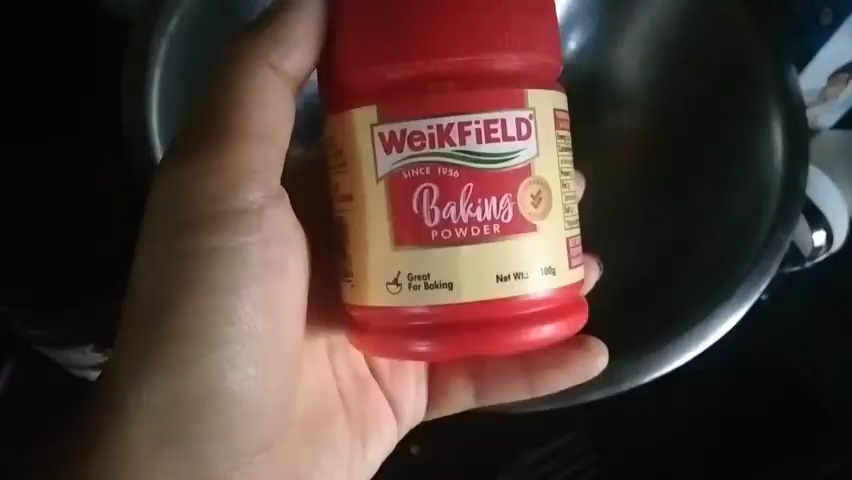 WeiKFiELD
SINCE 1956
Baking
POWDER
Great
For Baking
Net Wt.: 100g